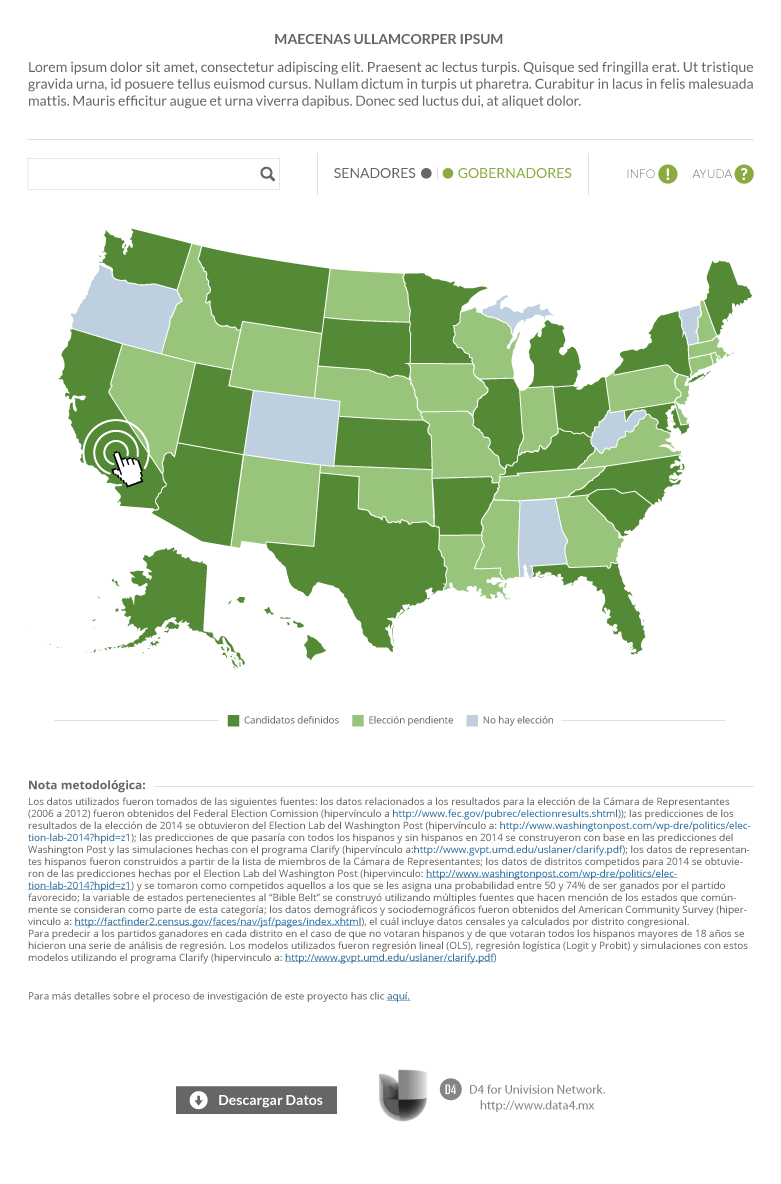 MAECENAS ULLAMCORPER IPSUM
Lorem ipsum dolor sit amet, consectetur adipiscing elit. Praesent ac lectus turpis. Quisque sed fringilla erat. Ut tristique
gravida urna, id posuere tellus euismod cursus. Nullam dictum in turpis ut pharetra. Curabitur in lacus in felis malesuada
mattis. Mauris efficitur augue et urna viverra dapibus. Donec sed luctus dui, at aliquet dolor.
SENADORES GOBERNADORES INFO ! AYUDA ?
Candidatos definidos Elección pendiente No hay elección
Nota metodológica:
Los datos utilizados fueron tomados de las siguientes fuentes: los datos relacionados a los resultados para la elección de la Cámara de Representantes
(2006 a 2012) fueron obtenidos del Federal Election Comission (hipervínculo a http://www.fec.gov/pubrec/electionresults.shtml)); las predicciones de los
resultados de la elección de 2014 se obtuvieron del Election Lab del Washington Post (hipervínculo a: http://www.washingtonpost.com/wp-dre/politics/elec-
tion-lab-2014?hpid=z1); las predicciones de que pasaría con todos los hispanos y sin hispanos en 2014 se construyeron con base en las predicciones del
Washington Post y las simulaciones hechas con el programa Clarify (hipervínculo a:http://www.gvpt.umd.edu/uslaner/clarify.pdf); los datos de representan-
tes hispanos fueron construidos a partir de la lista de miembros de la Cámara de Representantes; los datos de distritos competidos para 2014 se obtuvie-
ron de las predicciones hechas por el Election Lab del Washington Post (hipervinculo: http://www.washingtonpost.com/wp-dre/politics/elec-
tion-lab-2014?hpid=z1) y se tomaron como competidos aquellos a los que se les asigna una probabilidad entre 50 y 74% de ser ganados por el partido
favorecido; la variable de estados pertenecientes al “Bible Belt” se construyó utilizando múltiples fuentes que hacen mención de los estados que común-
mente se consideran como parte de esta categoría; los datos demográficos y sociodemográficos fueron obtenidos del American Community Survey (hiper-
vinculo a: http://factfinder2.census.gov/faces/nav/jsf/pages/index.xhtml), el cuál incluye datos censales ya calculados por distrito congresional.
Para predecir a los partidos ganadores en cada distrito en el caso de que no votaran hispanos y de que votaran todos los hispanos mayores de 18 años se
hicieron una serie de análisis de regresión. Los modelos utilizados fueron regresión lineal (OLS), regresión logística (Logit y Probit) y simulaciones con estos
modelos utilizando el programa Clarify (hipervinculo a: http://www.gvpt.umd.edu/uslaner/clarify.pdf)
Para más detalles sobre el proceso de investigación de este proyecto has clic aquí.
Descargar Datos
D4 D4 for Univision Network.
http://www.data4.mx